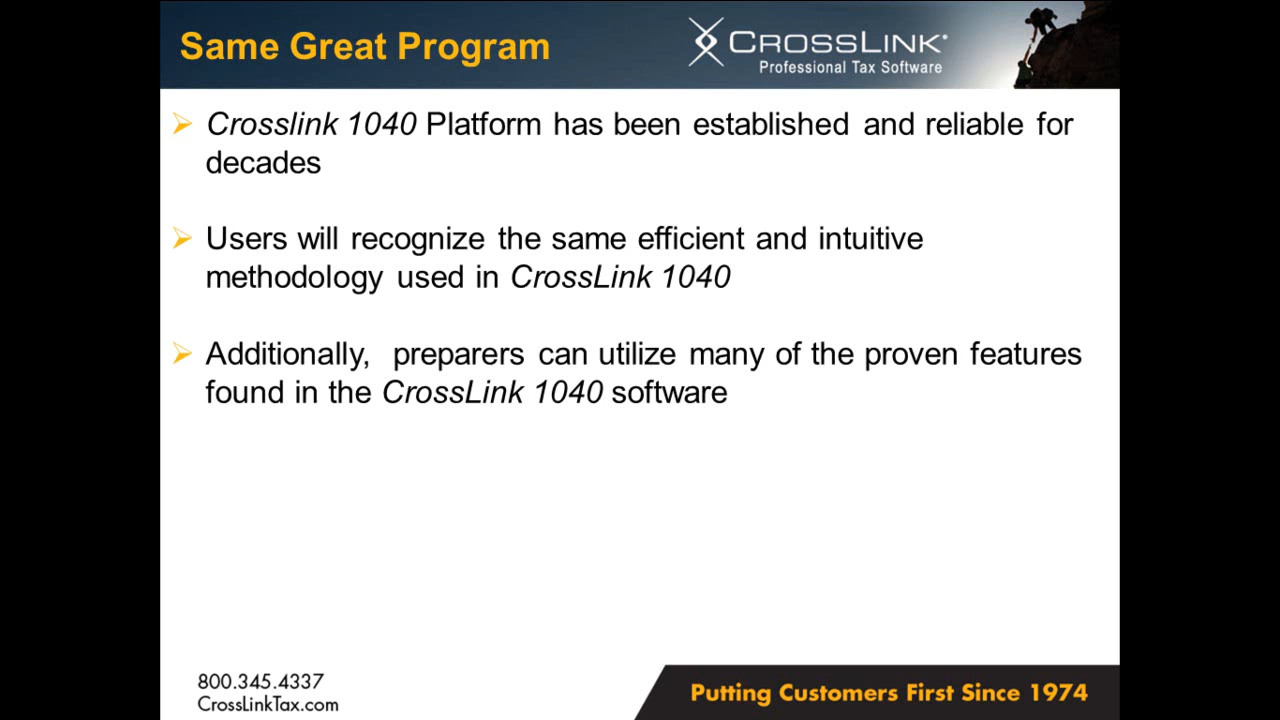 Same Great Program
CROSSLINK®
Professional Tax Software
Crosslink 1040 Platform has been established and reliable for
decades
Users will recognize the same efficient and intuitive
methodology used in CrossLink 1040
Additionally,  preparers can utilize many of the proven features
found in the CrossLink 1040 software
800.345.4337
CrossLinkTax.com
Putting Customers First Since 1974